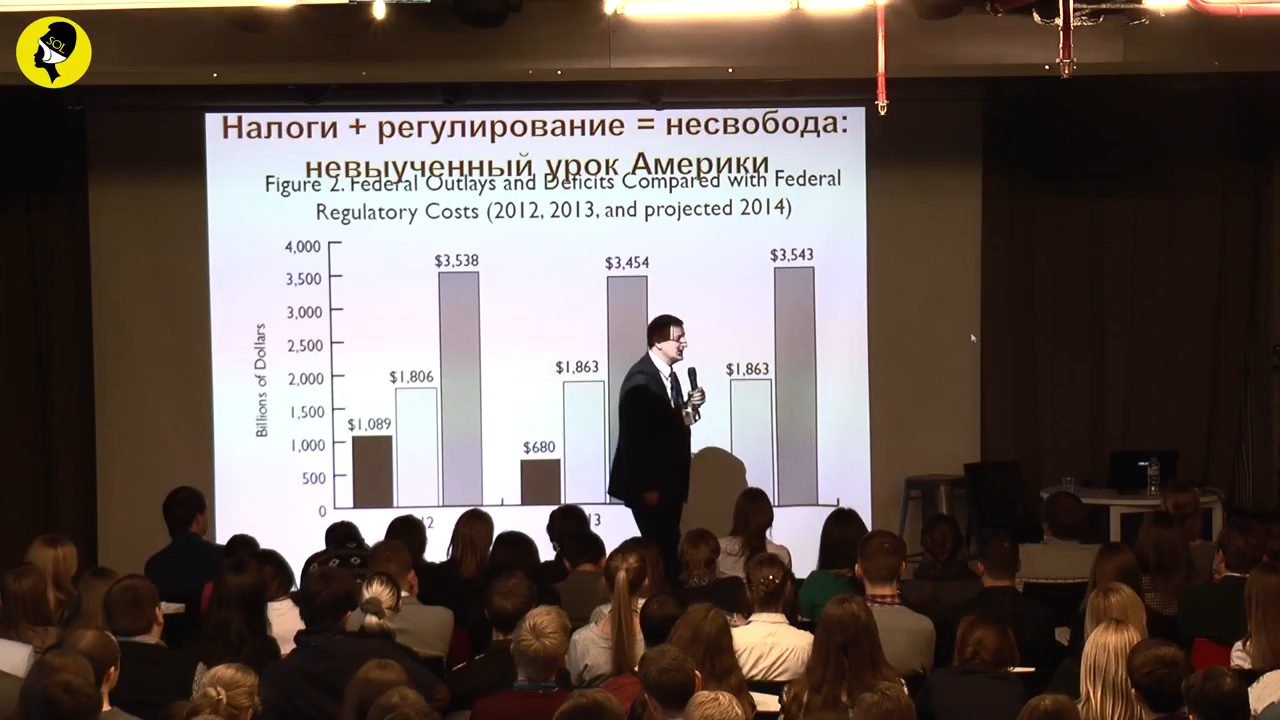 SOL
Налоги + регулирование = несвобода:
невыученный урок Америки
Figure 2. Federal Outlays and Deficits Compared with Federal
Regulatory Costs (2012, 2013, and projected 2014)
Billions of Dollars
4,000
3,500
3,000
2,500
2,000
1,500
1,000
500
0
$1,089
$1,806
$3,538
$680
$1,863
$3,454
$1,863
$3,543